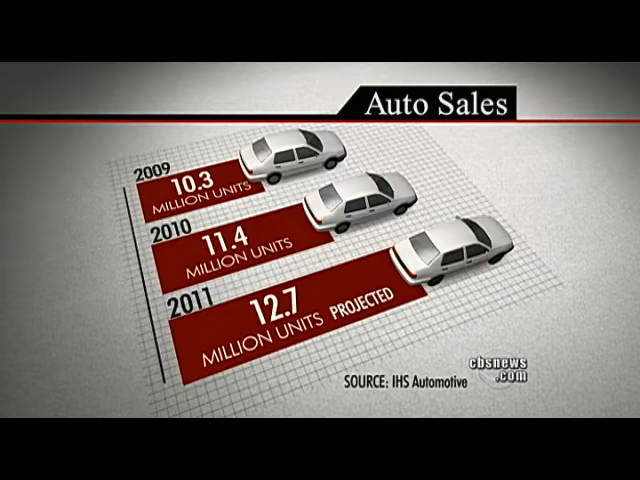 Auto Sales
2009
10.3
MILLION UNITS
2010
11.4
MILLION UNITS
2011
12.7
MILLION UNITS PROJECTED
cbsnews
.com
SOURCE: IHS Automotive